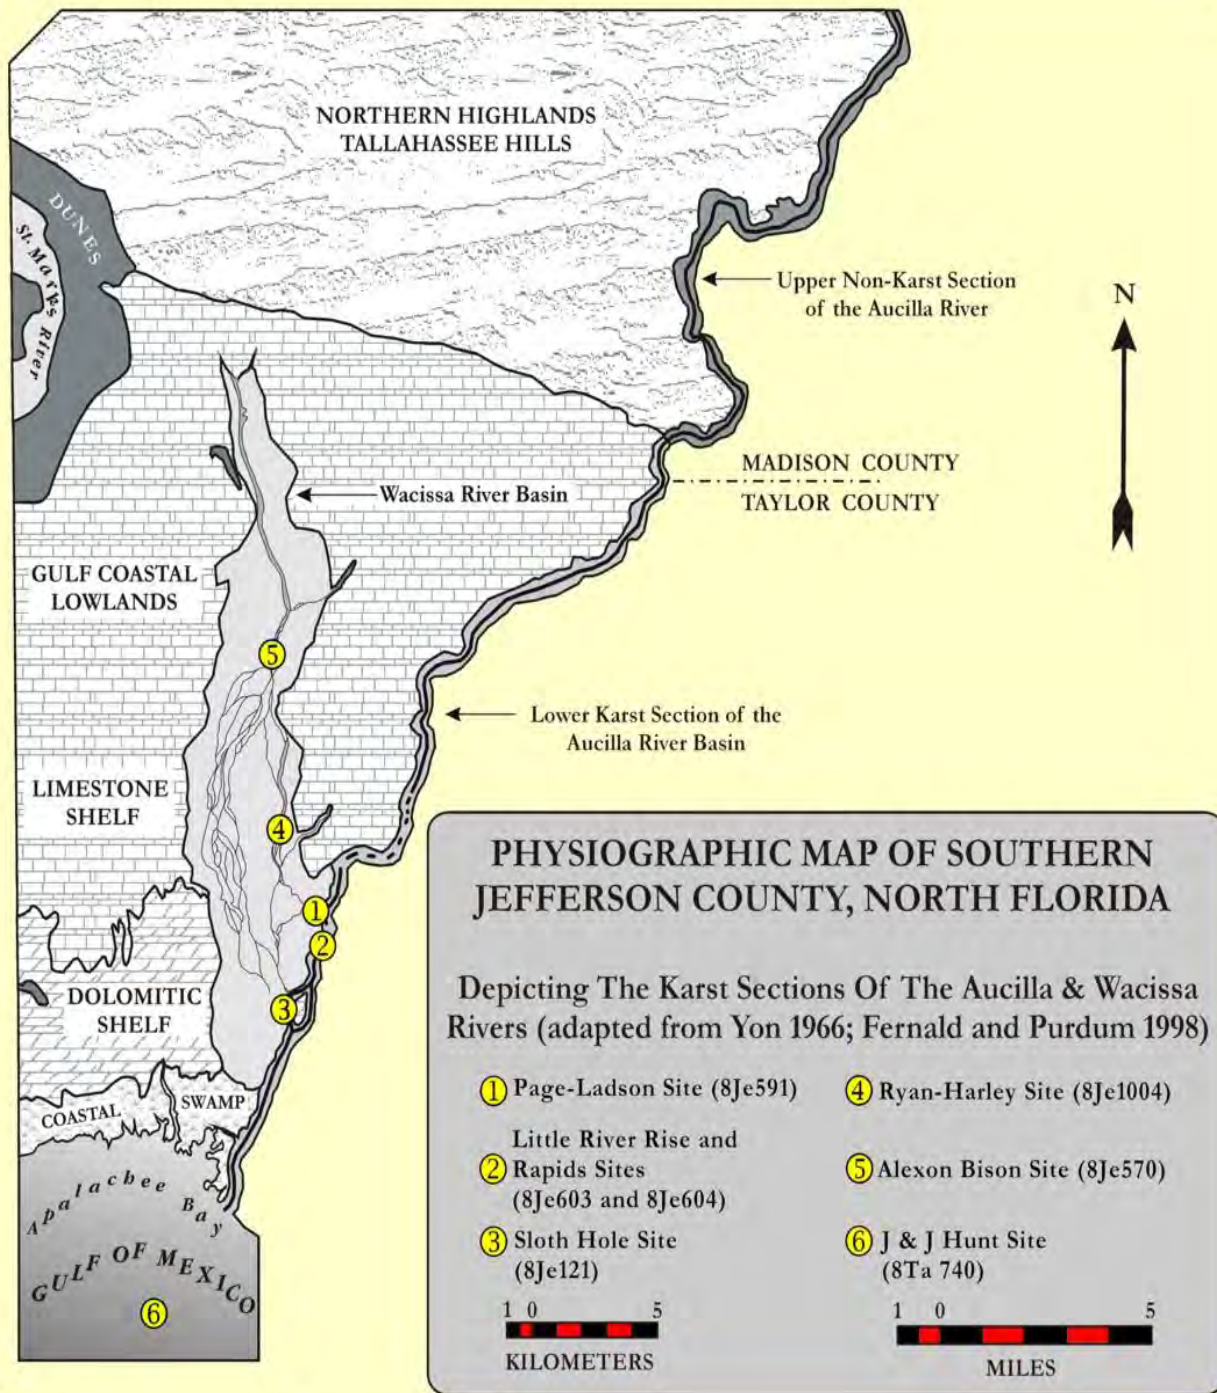 NORTHERN HIGHLANDS
TALLAHASSEE HILLS
DUNES
St. Marks River
Upper Non-Karst Section
of the Aucilla River
N
MADISON COUNTY
TAYLOR COUNTY
Wacissa River Basin
GULF COASTAL
LOWLANDS
5
Lower Karst Section of the
Aucilla River Basin
LIMESTONE
SHELF
4
1
2
DOLOMITIC
SHELF
3
COASTAL
SWAMP
Apalachee Bay
GULF OF MEXICO
6
PHYSIOGRAPHIC MAP OF SOUTHERN
JEFFERSON COUNTY, NORTH FLORIDA
Depicting The Karst Sections Of The Aucilla & Wacissa
Rivers (adapted from Yon 1966; Fernald and Purdum 1998)
1 Page-Ladson Site (8Je591)
2 Little River Rise and
Rapids Sites
(8Je603 and 8Je604)
3 Sloth Hole Site
(8Je121)
4 Ryan-Harley Site (8Je1004)
5 Alexon Bison Site (8Je570)
6 J & J Hunt Site
(8Ta 740)
1 0 5
KILOMETERS
1 0 5
MILES